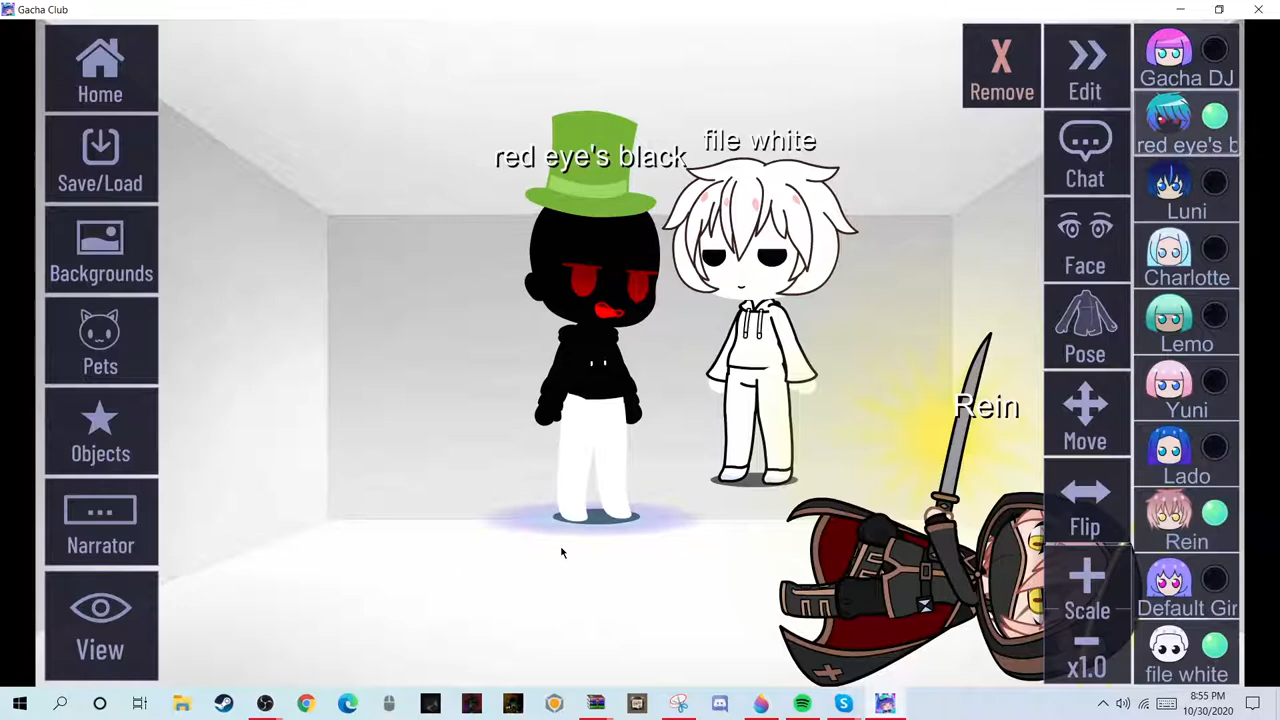 Gacha Club
Home
Save/Load
Backgrounds
Pets
Objects
Narrator
View
red eye's black
file white
Rein
Remove
Edit
Chat
Face
Pose
Move
Flip
Scale
x1.0
Gacha DJ
red eye's b
Luni
Charlotte
Lemo
Yuni
Lado
Rein
Default Gir
file white
8:55 PM
10/30/2020